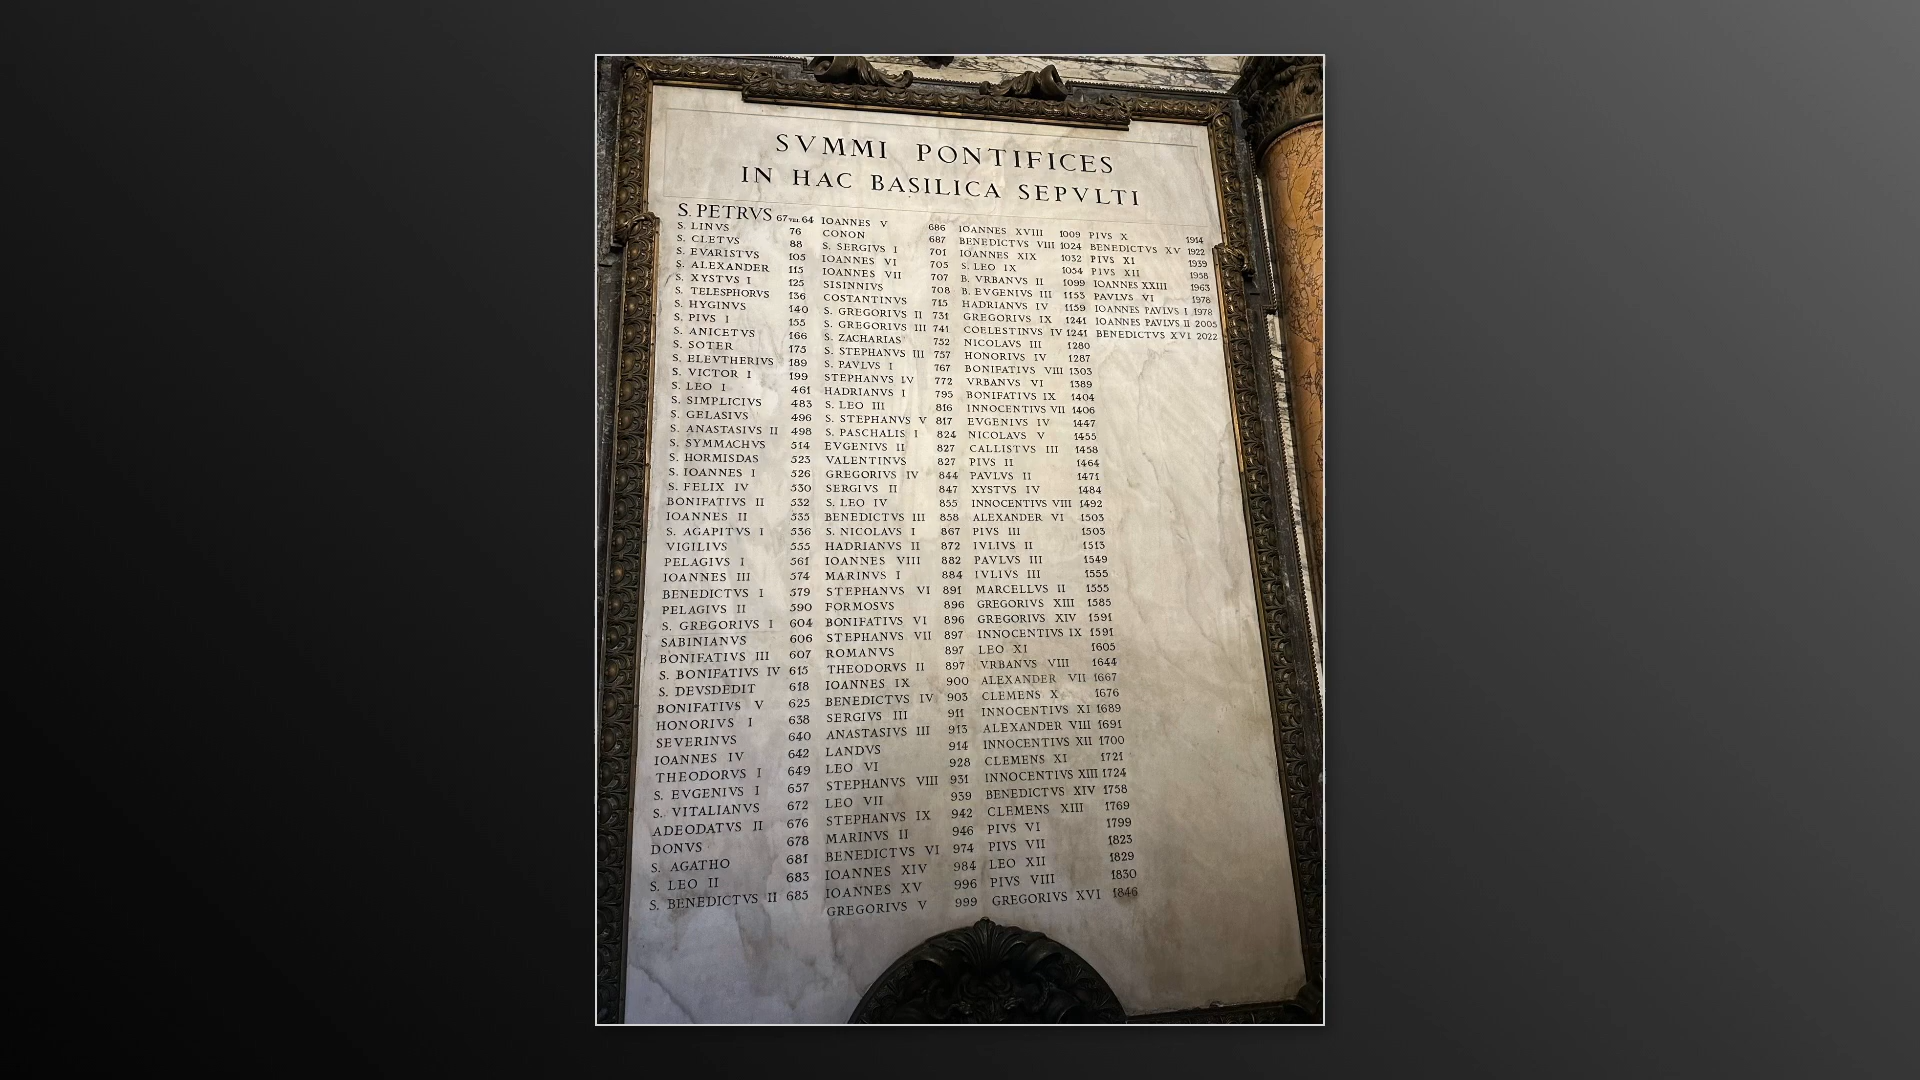 SVMMI PONTIFICES
IN HAC BASILICA SEPVLTI
S. PETRVS 67 VEL 64
S. LINVS 76
S. CLETVS 88
S. EVARISTVS 105
S. ALEXANDER 115
S. XYSTVS I 125
S. TELESPHORVS 136
S. HYGINVS 140
S. PIVS I 155
S. ANICETVS 166
S. SOTER 175
S. ELEVTHERIVS 189
S. VICTOR I 199
S. LEO I 461
S. SIMPLICIVS 483
S. GELASIVS 496
S. ANASTASIVS II 498
S. SYMMACHVS 514
S. HORMISDAS 523
S. IOANNES I 526
S. FELIX IV 530
BONIFATIVS II 532
IOANNES II 535
S. AGAPITVS I 536
VIGILIVS 555
PELAGIVS I 561
IOANNES III 574
BENEDICTVS I 579
PELAGIVS II 590
S. GREGORIVS I 604
SABINIANVS 606
BONIFATIVS III 607
S. BONIFATIVS IV 615
S. DEVSDEDIT 618
BONIFATIVS V 625
HONORIVS I 638
SEVERINVS 640
IOANNES IV 642
THEODORVS I 649
S. EVGENIVS I 657
S. VITALIANVS 672
ADEODATVS II 676
DONVS 678
S. AGATHO 681
S. LEO II 683
S. BENEDICTVS II 685
IOANNES V 686
CONON 687
S. SERGIVS I 701
IOANNES VI 705
IOANNES VII 707
SISINNIVS 708
COSTANTINVS 715
S. GREGORIVS II 731
S. GREGORIVS III 741
S. ZACHARIAS 752
S. STEPHANVS III 757
S. PAVLVS I 767
STEPHANVS IV 772
HADRIANVS I 795
S. LEO III 816
S. STEPHANVS V 817
S. PASCHALIS I 824
EVGENIVS II 827
VALENTINVS 827
GREGORIVS IV 844
SERGIVS II 847
S. LEO IV 855
BENEDICTVS III 858
S. NICOLAVS I 867
HADRIANVS II 872
IOANNES VIII 882
MARINVS I 884
STEPHANVS VI 891
FORMOSVS 896
BONIFATIVS VI 896
STEPHANVS VII 897
ROMANVS 897
THEODORVS II 897
IOANNES IX 900
BENEDICTVS IV 903
SERGIVS III 911
ANASTASIVS III 913
LANDVS 914
LEO VI 928
STEPHANVS VIII 931
LEO VII 939
STEPHANVS IX 942
MARINVS II 946
BENEDICTVS VI 974
IOANNES XIV 984
IOANNES XV 996
GREGORIVS V 999
IOANNES XVIII 1009
BENEDICTVS VIII 1024
IOANNES XIX 1032
S. LEO IX 1054
B. VRBANVS II 1099
B. EVGENIVS III 1153
HADRIANVS IV 1159
GREGORIVS IX 1241
COELESTINVS IV 1241
NICOLAVS III 1280
HONORIVS IV 1287
BONIFATIVS VIII 1303
VRBANVS VI 1389
BONIFATIVS IX 1404
INNOCENTIVS VII 1406
EVGENIVS IV 1447
NICOLAVS V 1455
CALLISTVS III 1458
PIVS II 1464
PAVLVS II 1471
XYSTVS IV 1484
INNOCENTIVS VIII 1492
ALEXANDER VI 1503
PIVS III 1503
IVLIVS II 1513
PAVLVS III 1549
IVLIVS III 1555
MARCELLVS II 1555
GREGORIVS XIII 1585
GREGORIVS XIV 1591
INNOCENTIVS IX 1591
LEO XI 1605
VRBANVS VIII 1644
ALEXANDER VII 1667
CLEMENS X 1676
INNOCENTIVS XI 1689
ALEXANDER VIII 1691
INNOCENTIVS XII 1700
CLEMENS XI 1721
INNOCENTIVS XIII 1724
BENEDICTVS XIV 1758
CLEMENS XIII 1769
PIVS VI 1799
PIVS VII 1823
LEO XII 1829
PIVS VIII 1830
GREGORIVS XVI 1846
PIVS X 1914
BENEDICTVS XV 1922
PIVS XI 1939
PIVS XII 1958
IOANNES XXIII 1963
PAVLVS VI 1978
IOANNES PAVLVS I 1978
IOANNES PAVLVS II 2005
BENEDICTVS XVI 2022